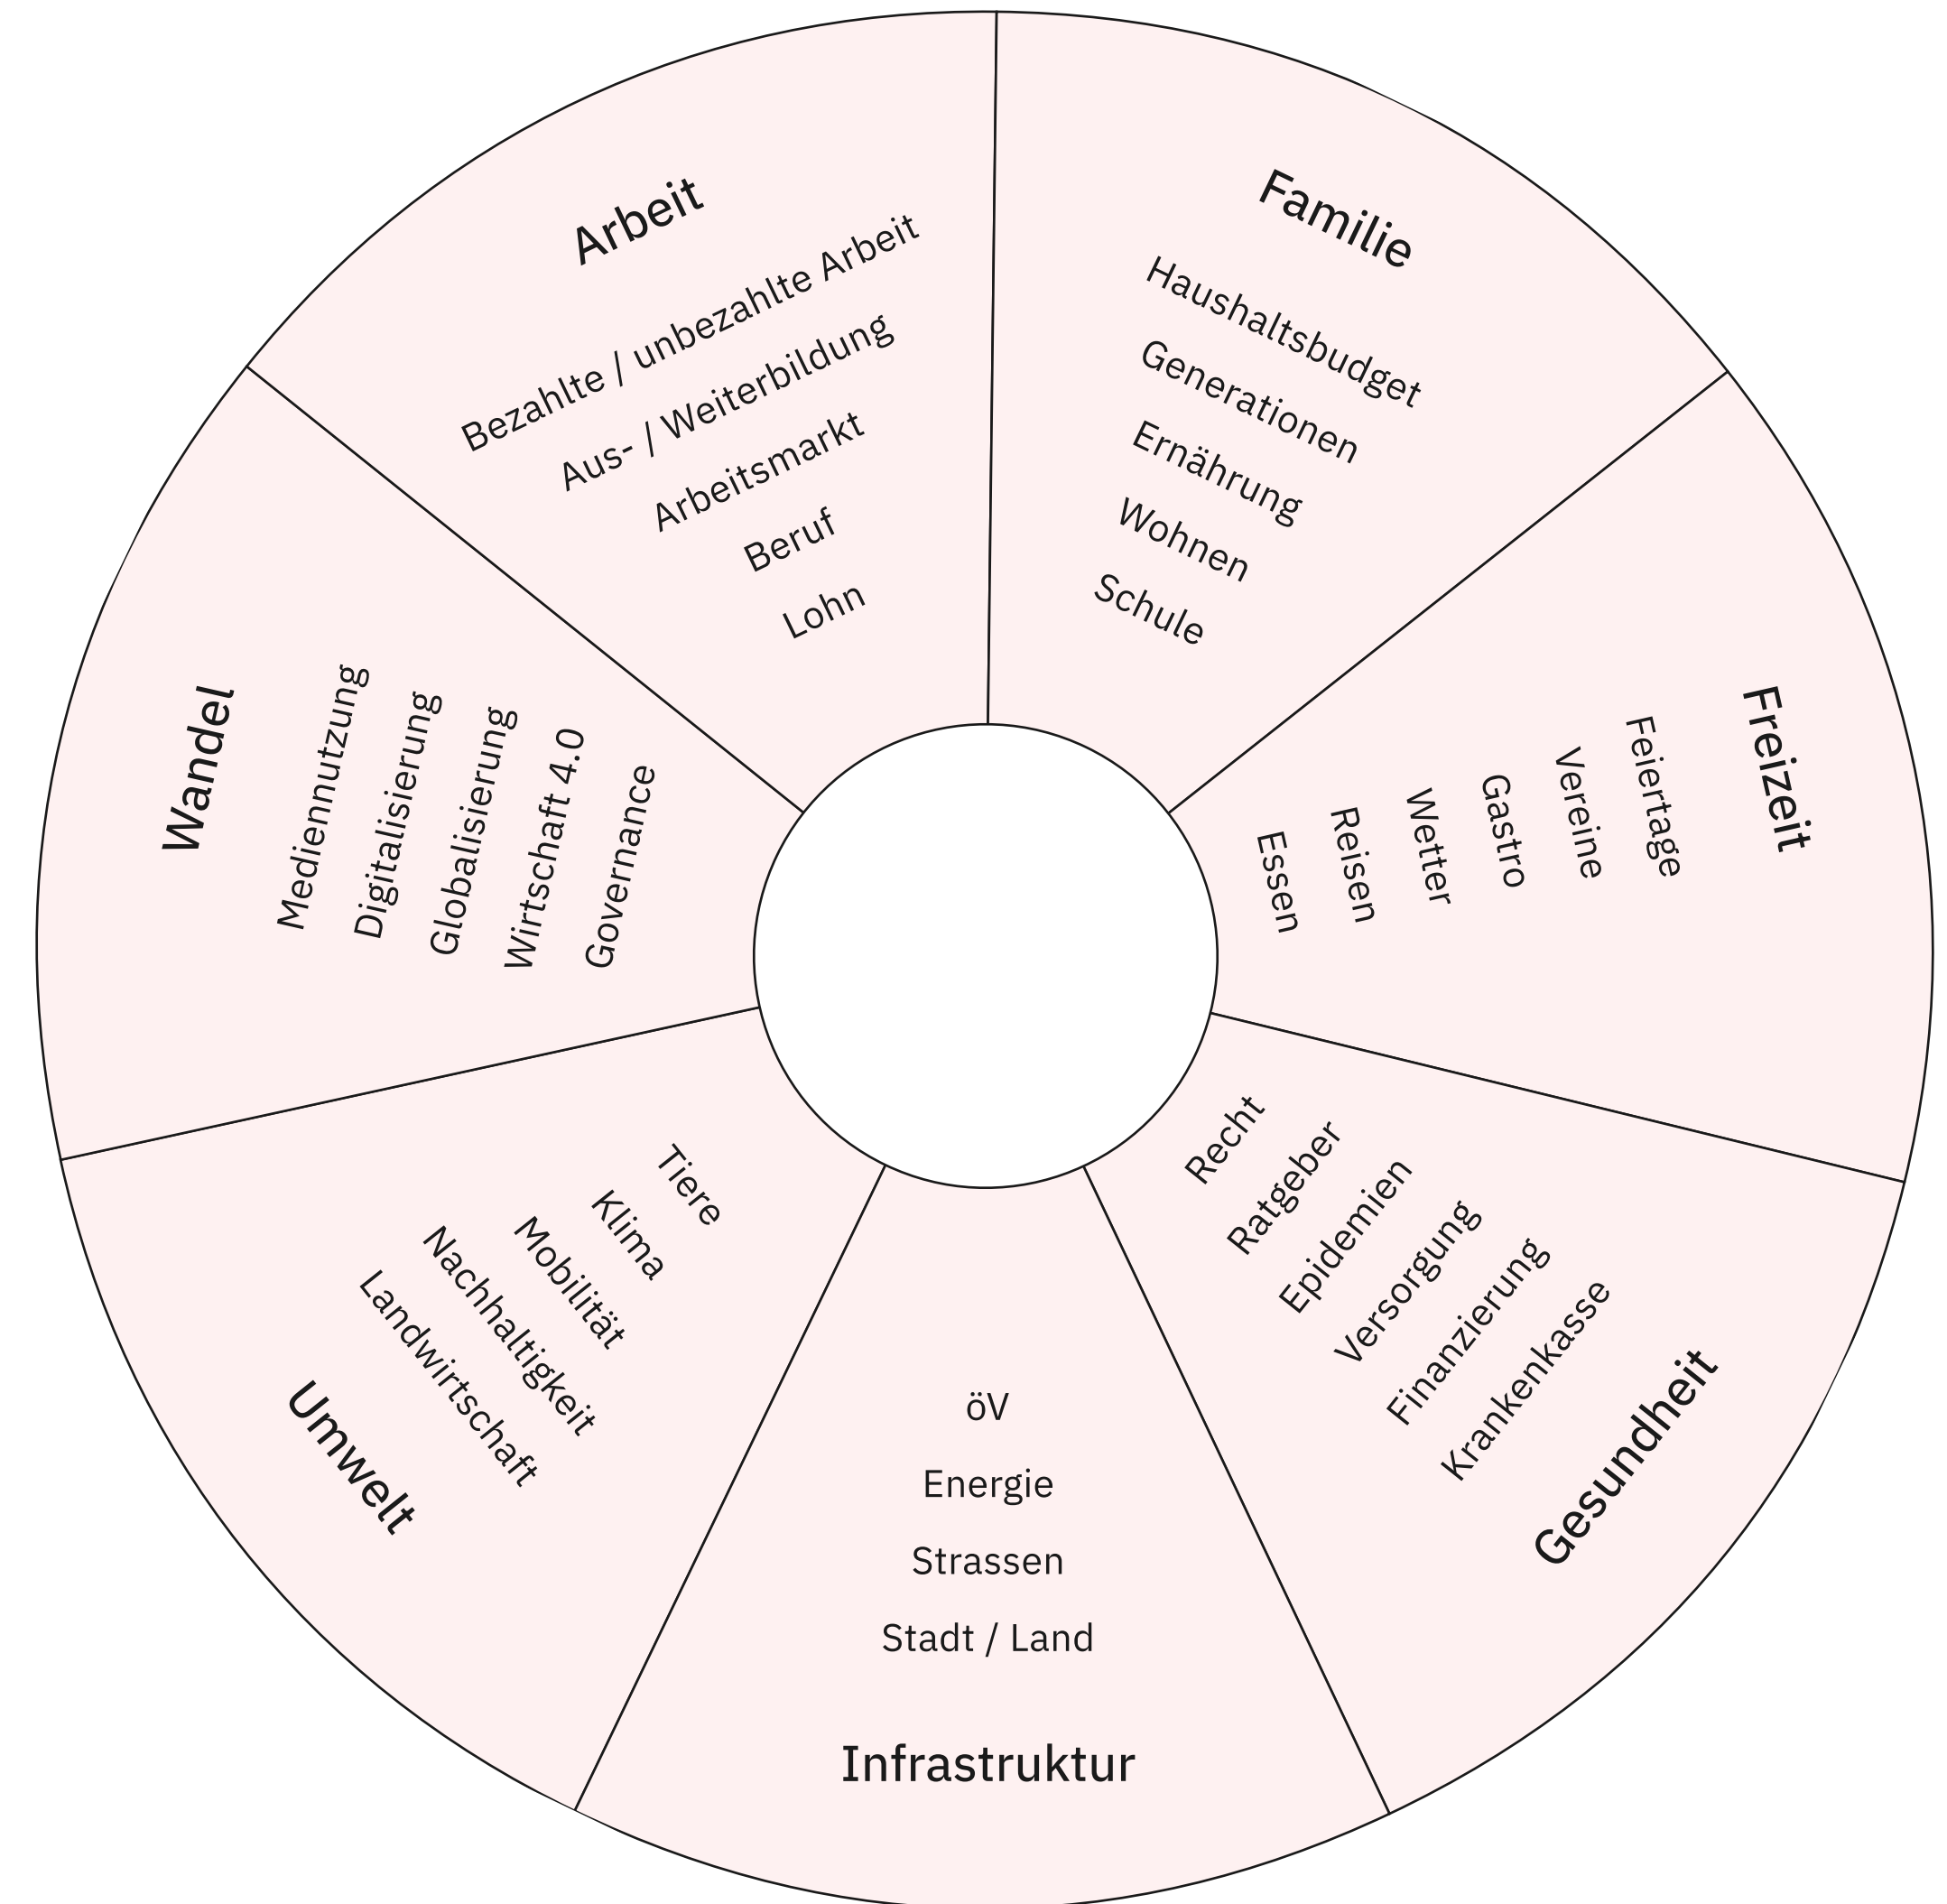 Arbeit
Bezahlte / unbezahlte Arbeit
Aus- / Weiterbildung
Arbeitsmarkt
Beruf
Lohn
Familie
Haushaltsbudget
Generationen
Ernährung
Wohnen
Schule
Freizeit
Feiertage
Vereine
Gastro
Wetter
Reisen
Essen
Recht
Ratgeber
Epidemien
Versorgung
Finanzierung
Krankenkasse
Gesundheit
öV
Energie
Strassen
Stadt / Land
Infrastruktur
Tiere
Klima
Mobilität
Nachhaltigkeit
Landwirtschaft
Umwelt
Wandel
Mediennutzung
Digitalisierung
Globalisierung
Wirtschaft 4.0
Governance